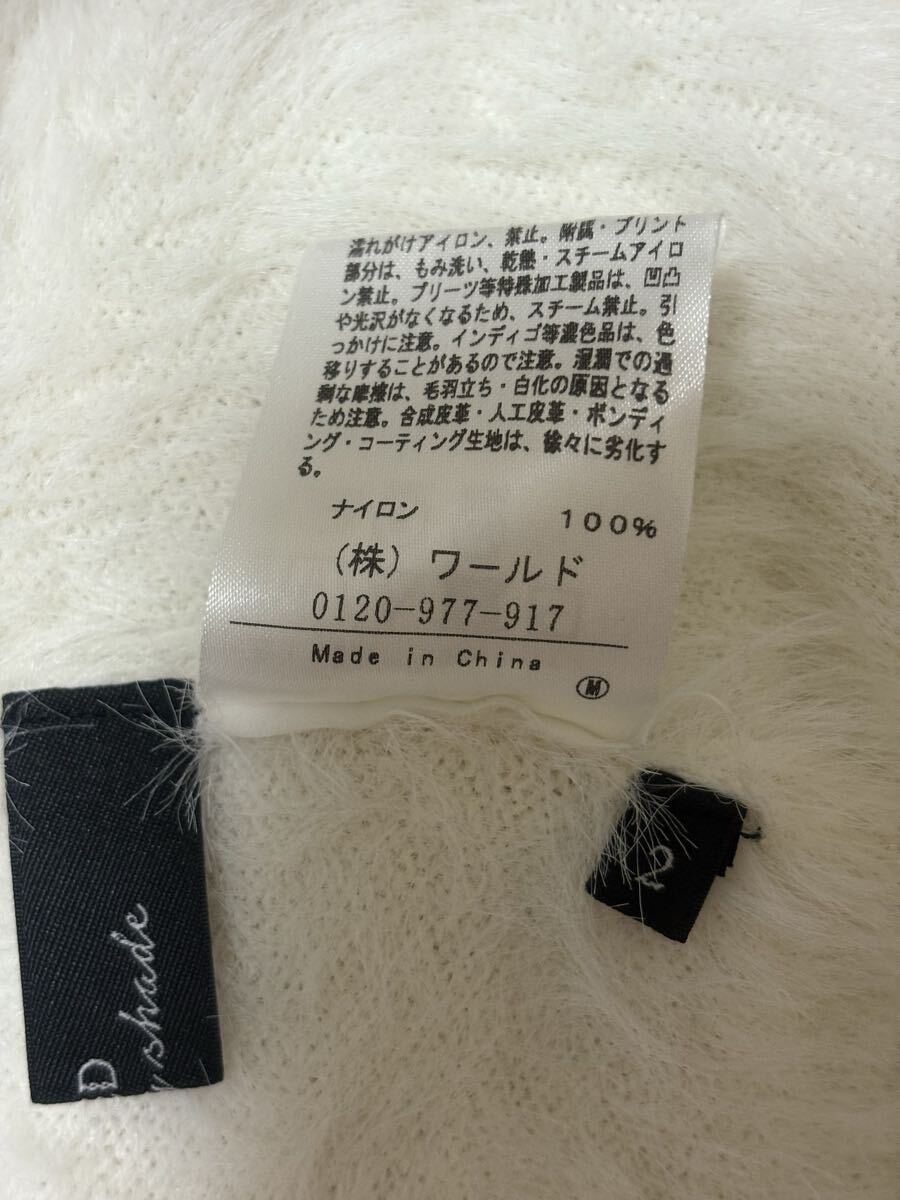 濡れがけアイロン、禁止。附属・プリント
部分は、もみ洗い、乾熱・スチームアイロ
ン禁止。プリーツ等特殊加工製品は、凹凸
や光沢がなくなるため、スチーム禁止。引
っかけに注意。インディゴ等濃色品は、色
移りすることがあるので注意。湿潤での過
剰な摩擦は、毛羽立ち・白化の原因となる
ため注意。合成皮革・人工皮革・ボンディ
ング・コーティング生地は、徐々に劣化す
る。
ナイロン 100%
(株) ワールド
0120-977-917
Made in China
M
2
D
shade